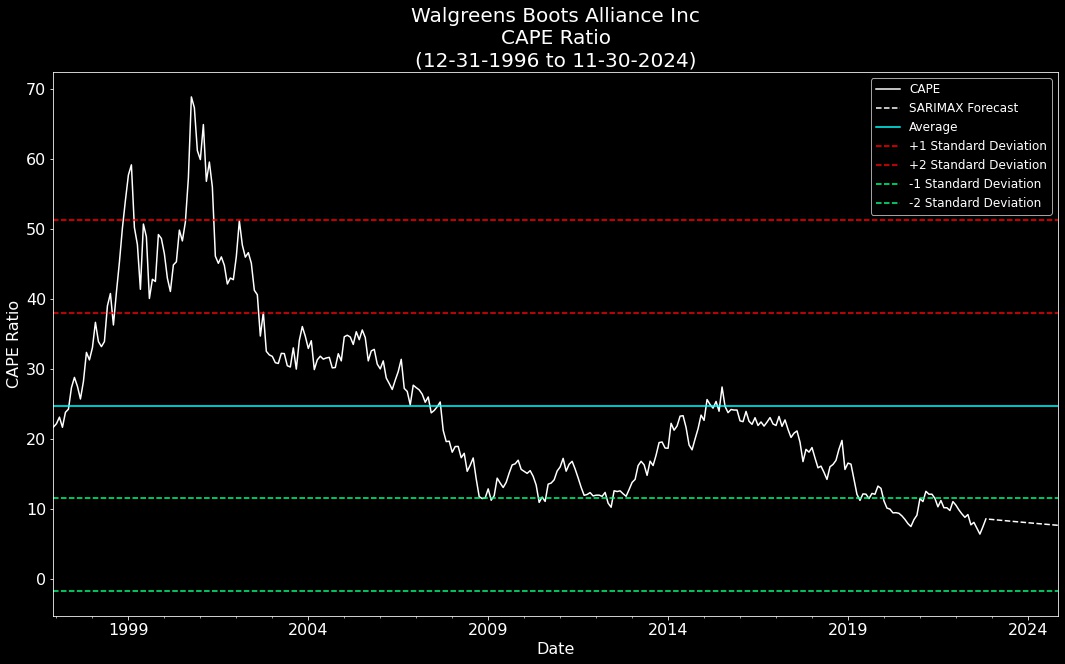 Walgreens Boots Alliance Inc
CAPE Ratio
(12-31-1996 to 11-30-2024)
CAPE
SARIMAX Forecast
Average
+1 Standard Deviation
+2 Standard Deviation
-1 Standard Deviation
-2 Standard Deviation
CAPE Ratio
70
60
50
40
30
20
10
0
1999
2004
2009
2014
2019
2024
Date